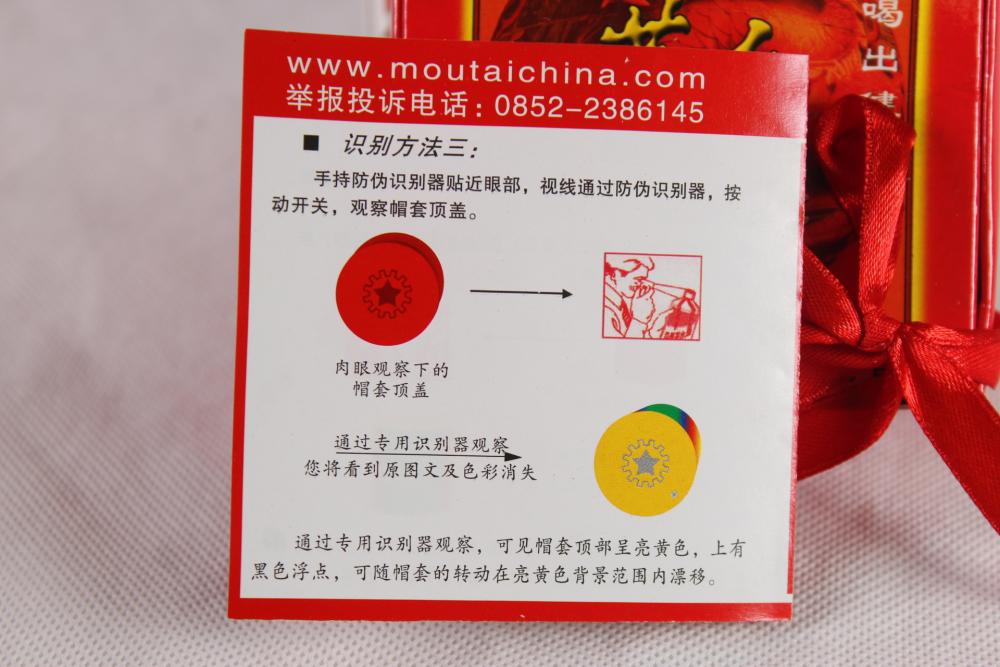 喝出健
www.moutaichina.com
举报投诉电话：0852-2386145
■ 识别方法三：
手持防伪识别器贴近眼部，视线通过防伪识别器，按
动开关，观察帽套顶盖。
肉眼观察下的
帽套顶盖
通过专用识别器观察
您将看到原图文及色彩消失
通过专用识别器观察，可见帽套顶部呈亮黄色，上有
黑色浮点，可随帽套的转动在亮黄色背景范围内漂移。